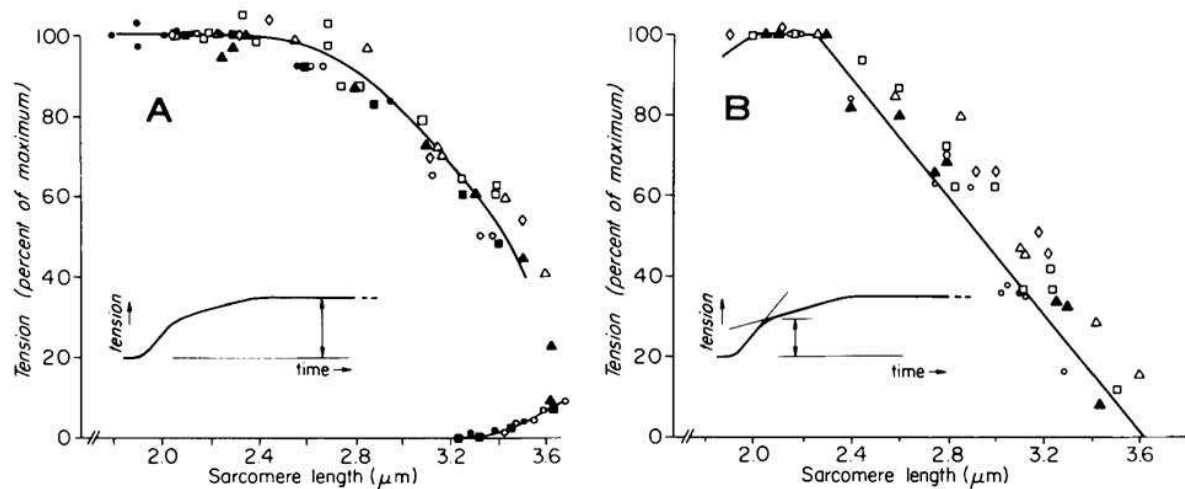 A
Tension (percent of maximum)
100
80
60
40
20
0
tension
time
2.0
2.4
2.8
3.2
3.6
Sarcomere length (μm)
B
Tension (percent of maximum)
100
80
60
40
20
0
tension
time
2.0
2.4
2.8
3.2
3.6
Sarcomere length (μm)